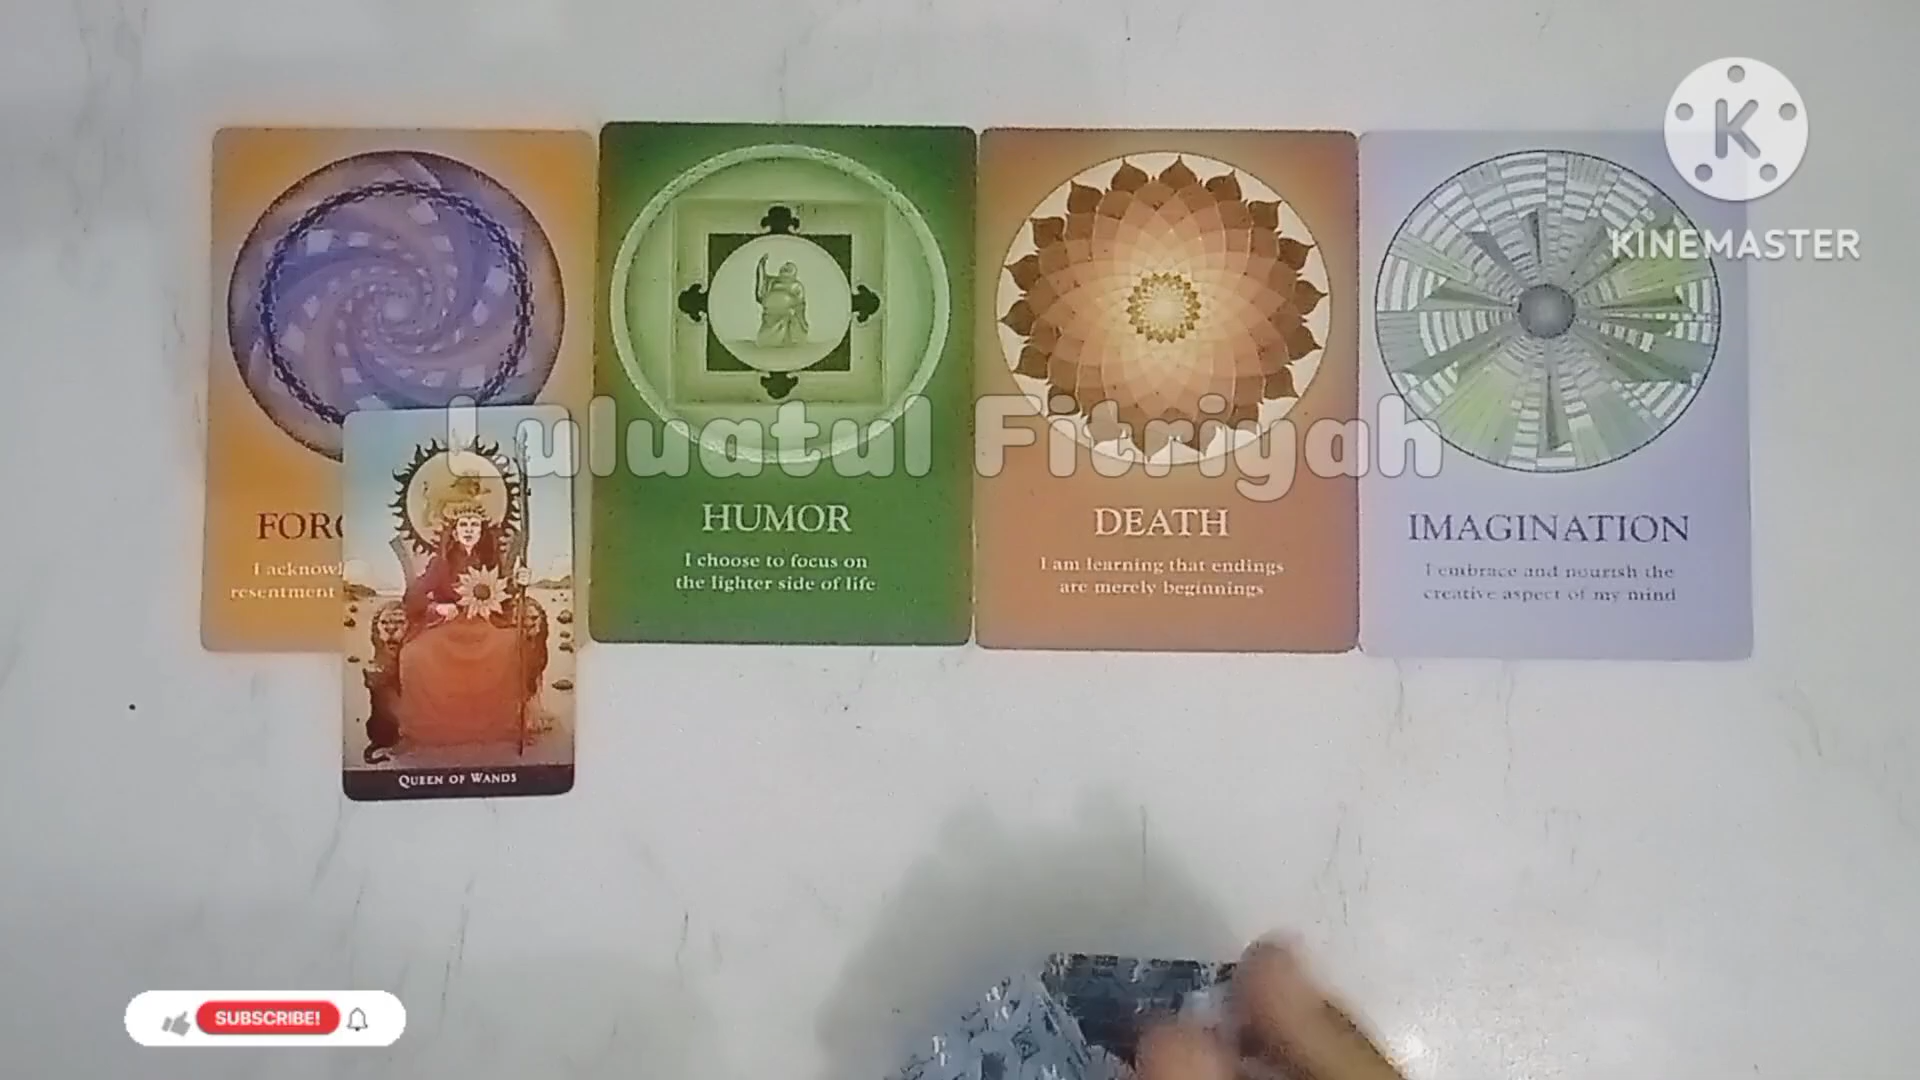 K
KINEMASTER
Luluatul Fitriyah
FORG
I acknowl
resentment
HUMOR
I choose to focus on
the lighter side of life
DEATH
I am learning that endings
are merely beginnings
IMAGINATION
I embrace and nourish the
creative aspect of my mind
QUEEN OF WANDS
SUBSCRIBE!